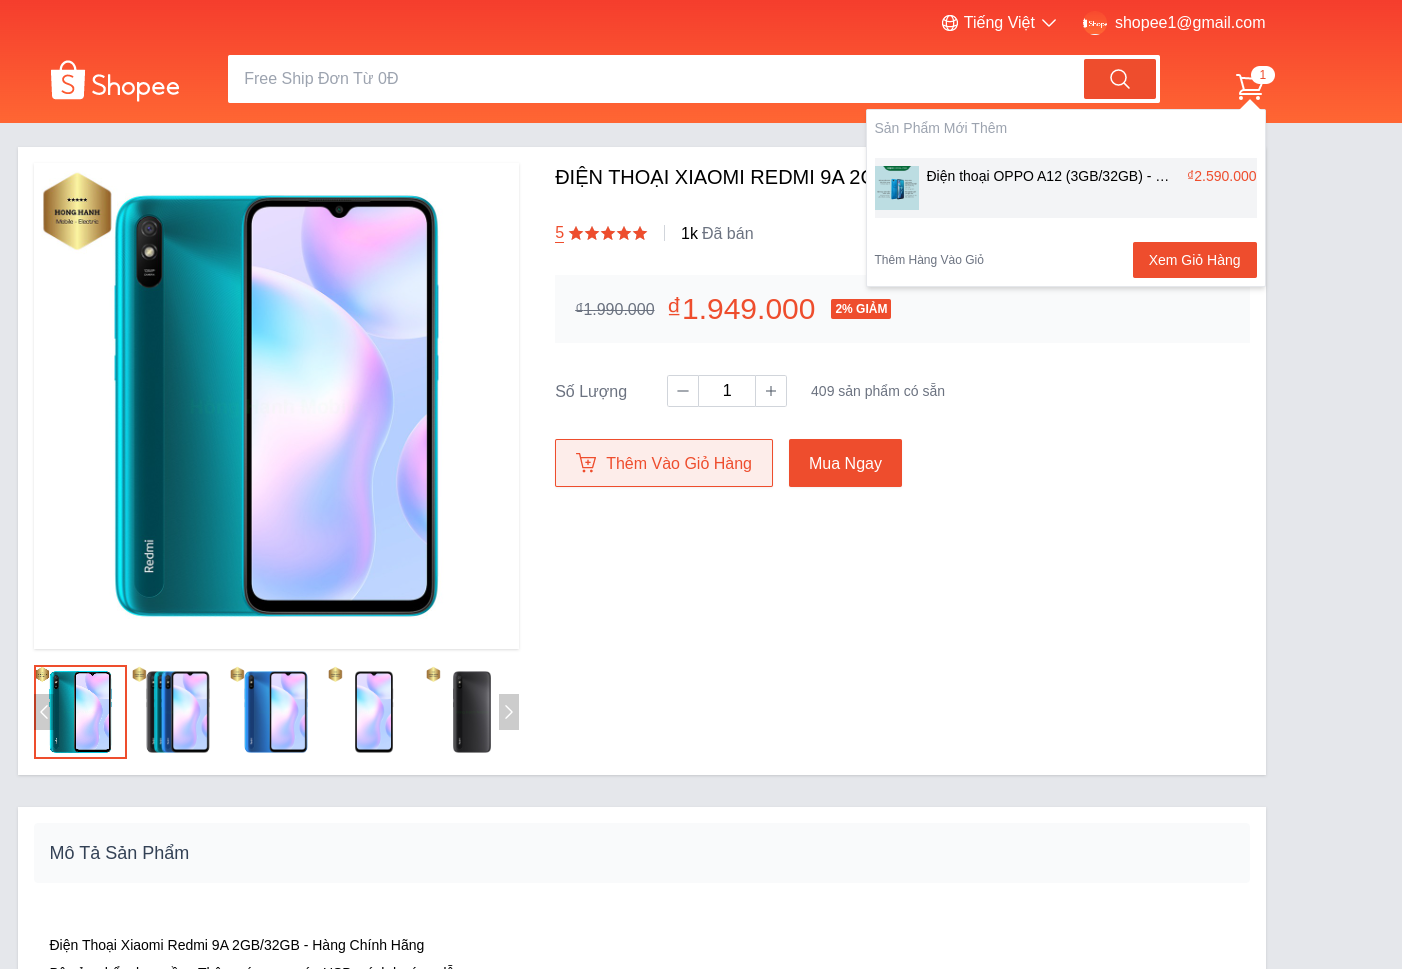 Tiếng Việt
shopee1@gmail.com
Shopee
Free Ship Đơn Từ 0Đ
1
Sản Phẩm Mới Thêm
Điện thoại OPPO A12 (3GB/32GB) - …
₫2.590.000
Thêm Hàng Vào Giỏ
Xem Giỏ Hàng
HONG HANH
Mobile - Electric
Redmi
ĐIỆN THOẠI XIAOMI REDMI 9A
5
1k Đã bán
₫1.990.000
₫1.949.000
2% GIẢM
Số Lượng
1
409 sản phẩm có sẵn
Thêm Vào Giỏ Hàng
Mua Ngay
Mô Tả Sản Phẩm
Điện Thoại Xiaomi Redmi 9A 2GB/32GB - Hàng Chính Hãng